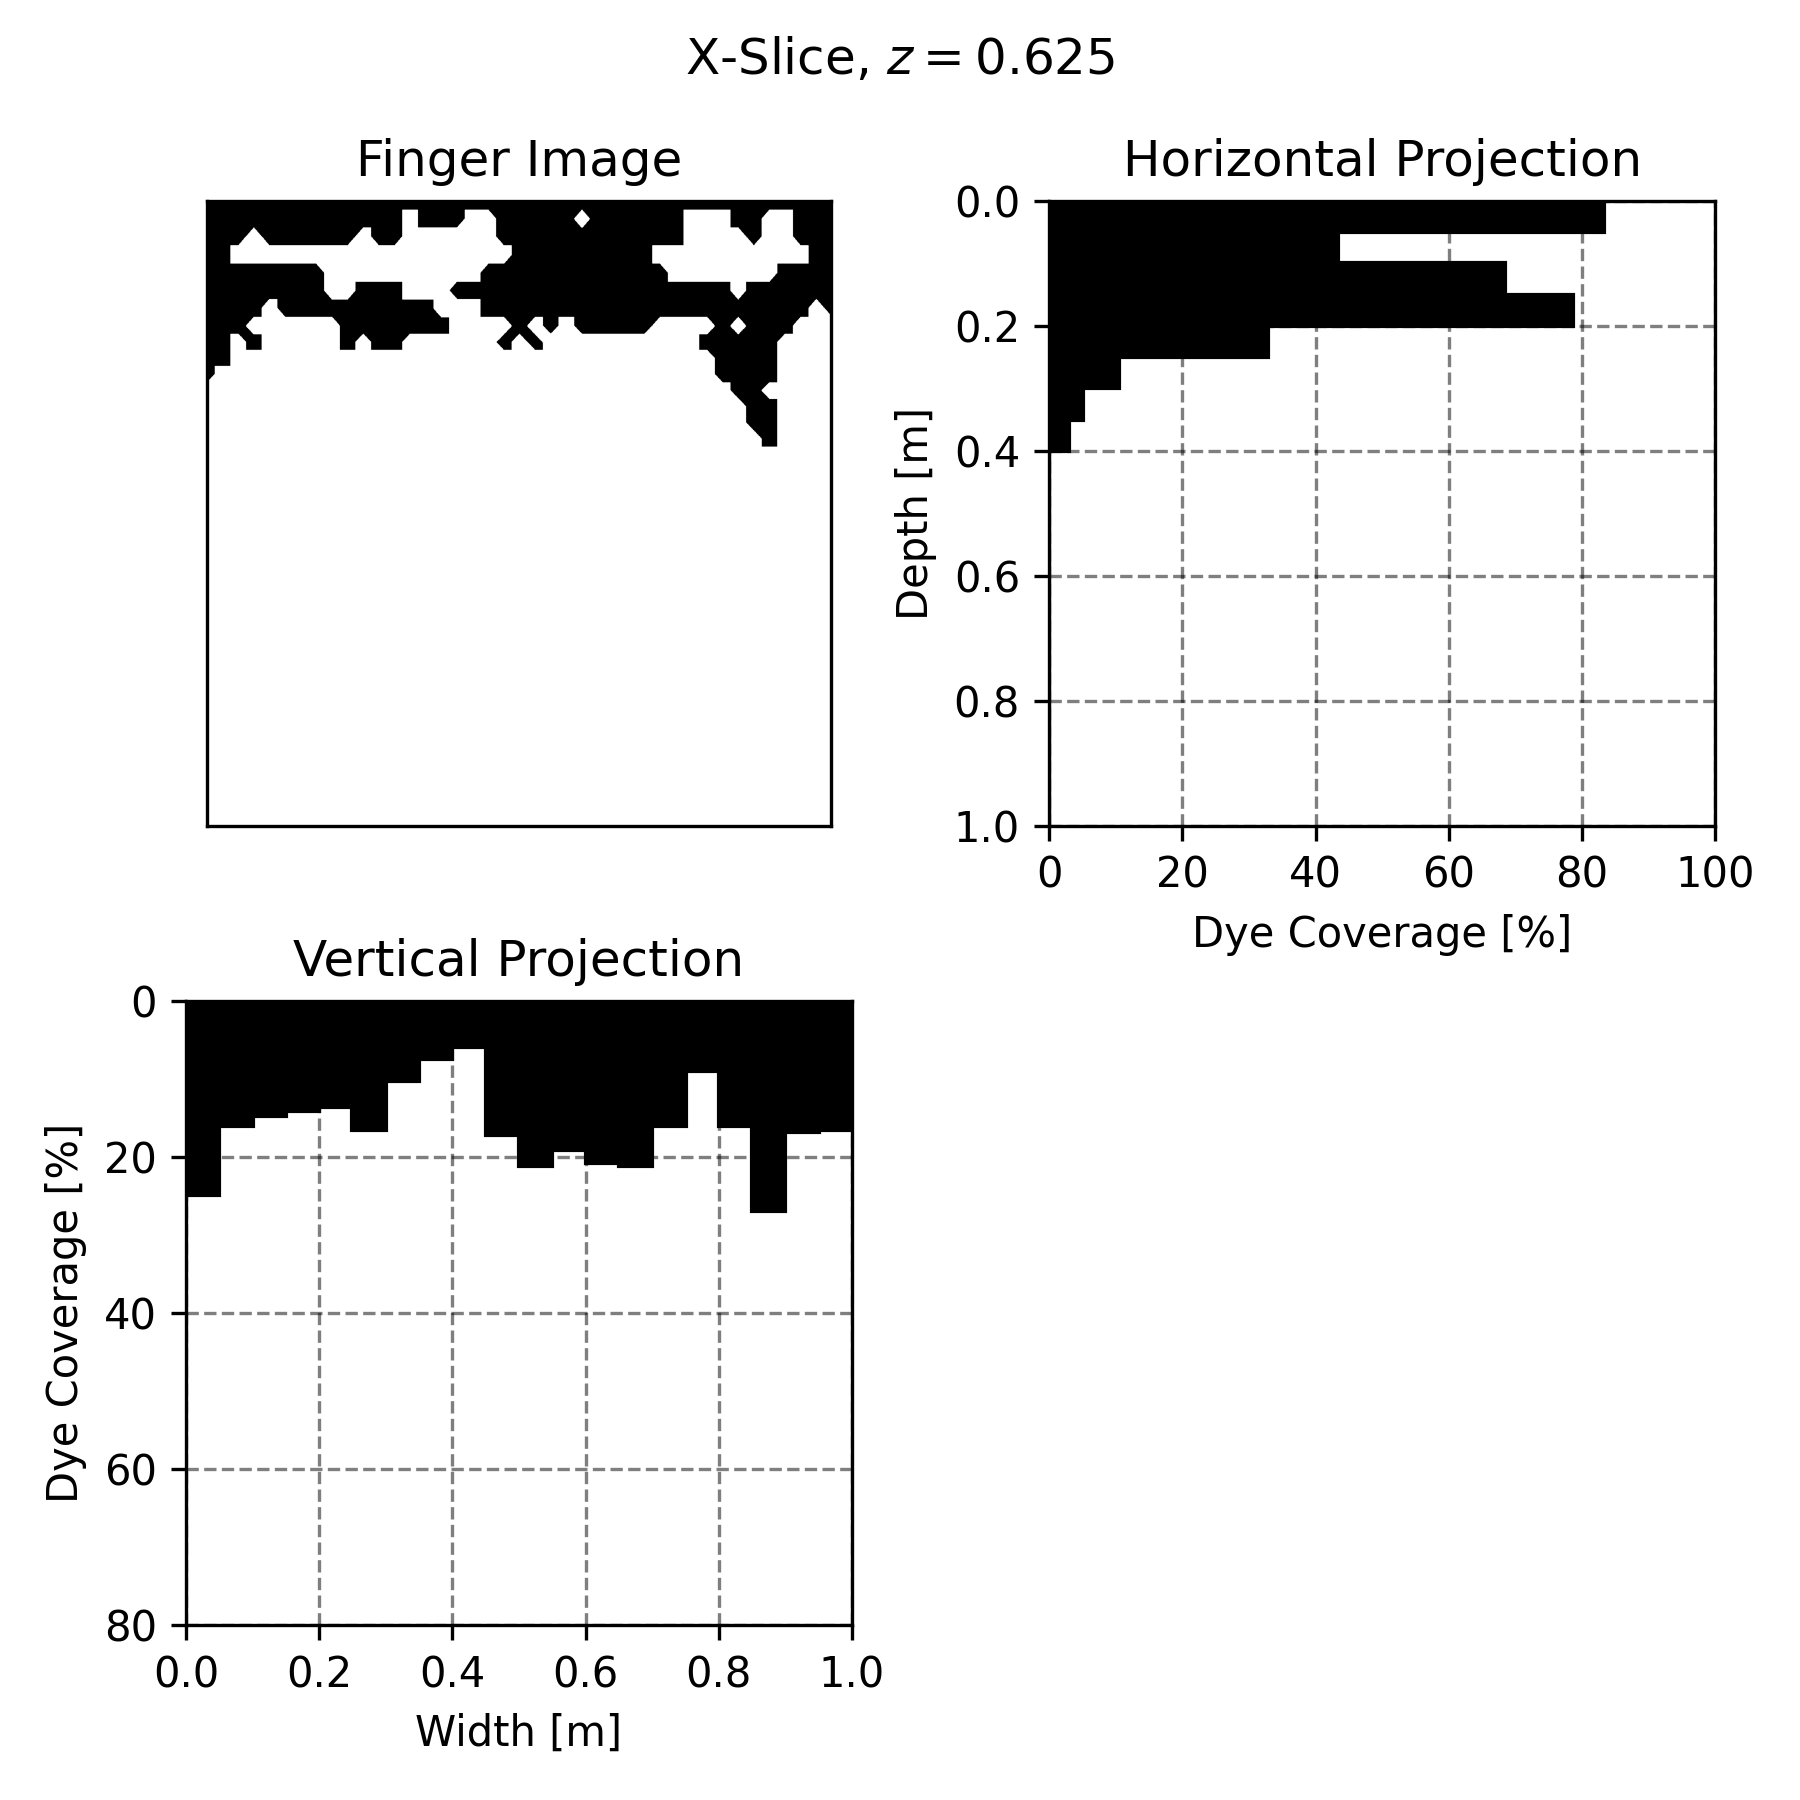 X-Slice, z = 0.625
Finger Image
Horizontal Projection
0.0
0.2
0.4
0.6
0.8
1.0
Depth [m]
0 20 40 60 80 100
Dye Coverage [%]
Vertical Projection
0
20
40
60
80
Dye Coverage [%]
0.0 0.2 0.4 0.6 0.8 1.0
Width [m]